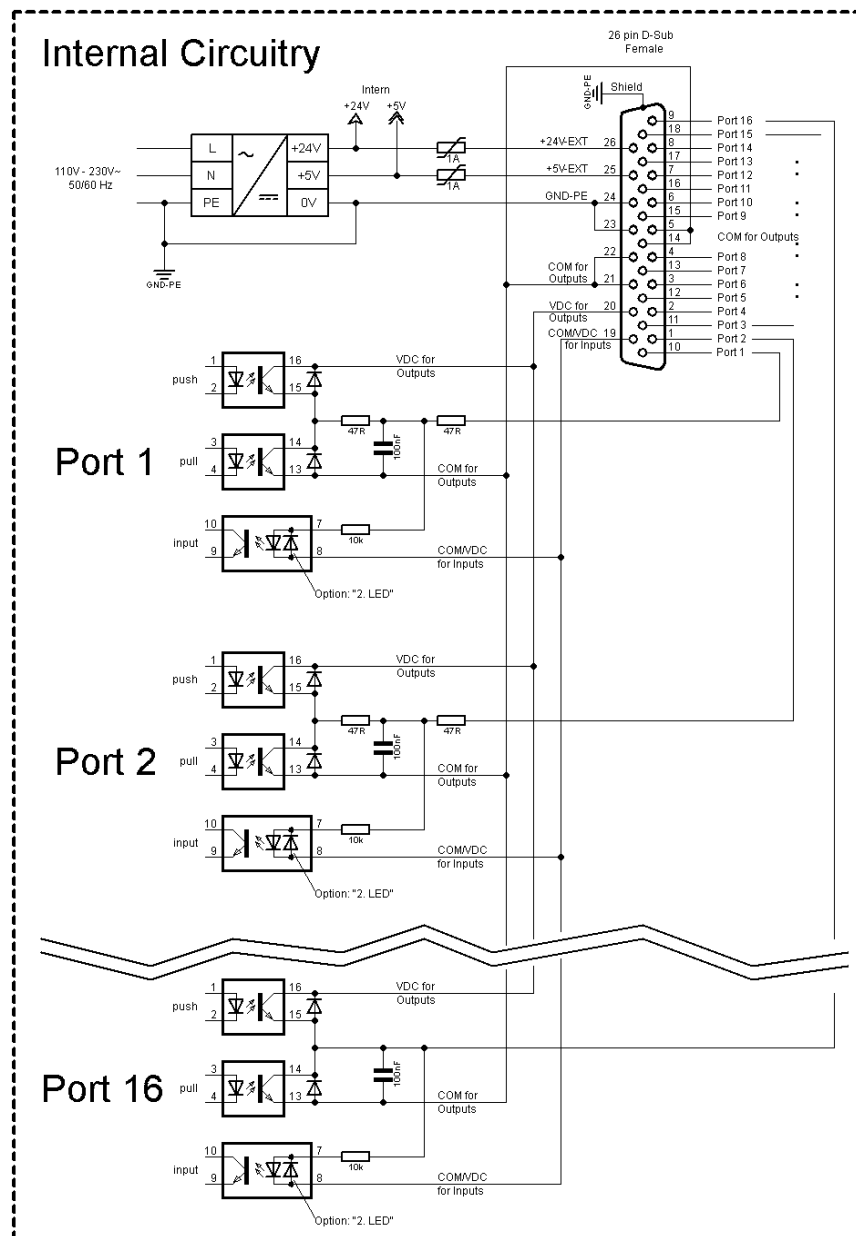 Internal Circuitry
26 pin D-Sub
Female
GND-PE
Shield
Intern
+24V
+5V
110V - 230V~
50/60 Hz
L
N
PE
~
+24V
+5V
0V
1A
1A
GND-PE
+24V-EXT 26
+5V-EXT 25
GND-PE 24
23
COM for
Outputs
22
21
VDC for
Outputs
20
COM/VDC
for Inputs
19
9 Port 16
18 Port 15
8 Port 14
17 Port 13
7 Port 12
16 Port 11
6 Port 10
15 Port 9
5
14 COM for Outputs
4 Port 8
13 Port 7
3 Port 6
12 Port 5
2 Port 4
11 Port 3
1 Port 2
10 Port 1
Port 1
push
1
2
16
15
VDC for
Outputs
47R
100nF
47R
pull
3
4
14
13
COM for
Outputs
input
10
9
7
8
10k
COM/VDC
for Inputs
Option: "2. LED"
Port 2
push
1
2
16
15
VDC for
Outputs
47R
100nF
47R
pull
3
4
14
13
COM for
Outputs
input
10
9
7
8
10k
COM/VDC
for Inputs
Option: "2. LED"
Port 16
push
1
2
16
15
VDC for
Outputs
100nF
pull
3
4
14
13
COM for
Outputs
input
10
9
7
8
10k
COM/VDC
for Inputs
Option: "2. LED"